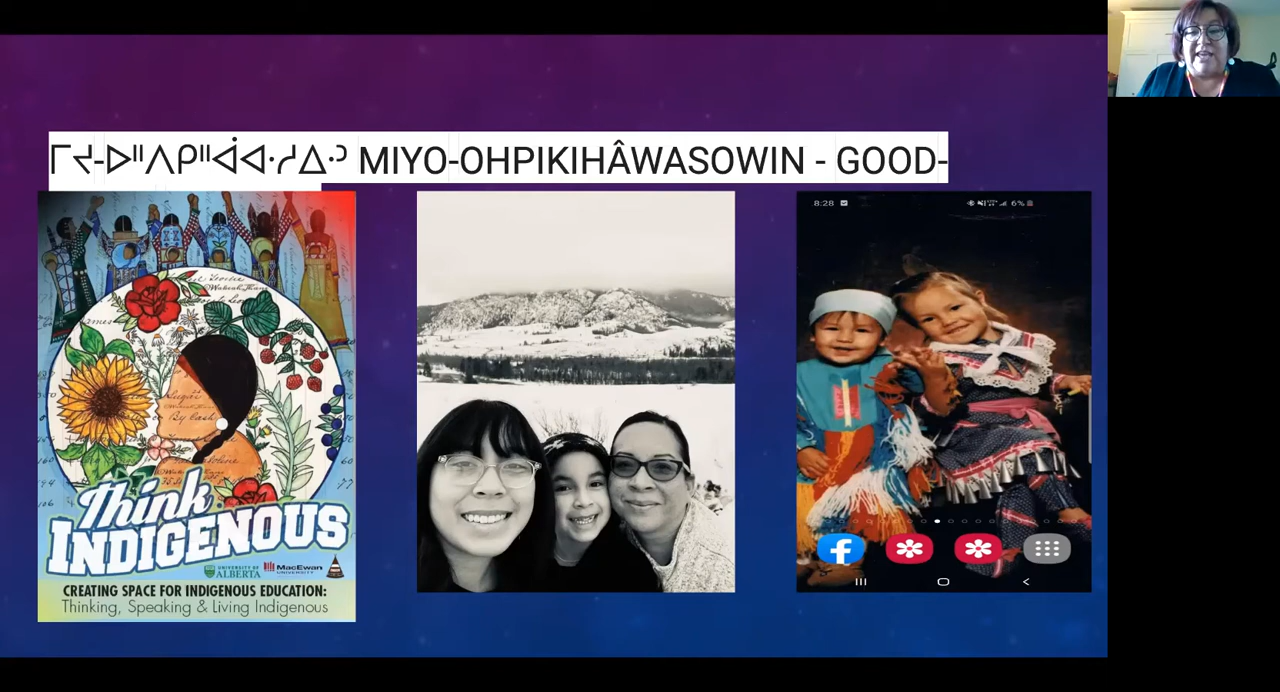 ᒥᔪ-ᐅᐦᐱᑭᐦᐋᐊᐧᓱᐃᐧᐣ MIYO-OHPIKIHÂWASOWIN - GOOD-
8:28
6%
Think
INDIGENOUS
UNIVERSITY OF ALBERTA
MacEwan UNIVERSITY
CREATING SPACE FOR INDIGENOUS EDUCATION:
Thinking, Speaking & Living Indigenous